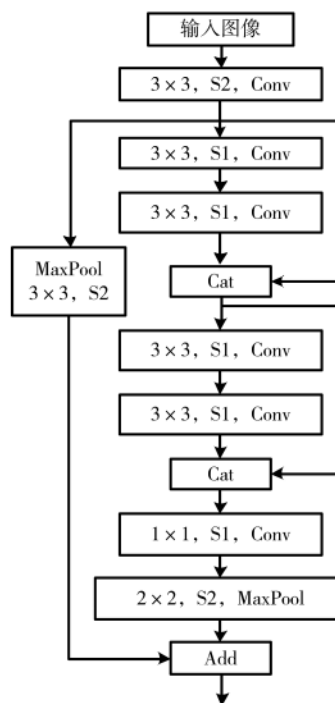 输入图像
3×3, S2, Conv
3×3, S1, Conv
3×3, S1, Conv
MaxPool
3×3, S2
Cat
3×3, S1, Conv
3×3, S1, Conv
Cat
1×1, S1, Conv
2×2, S2, MaxPool
Add